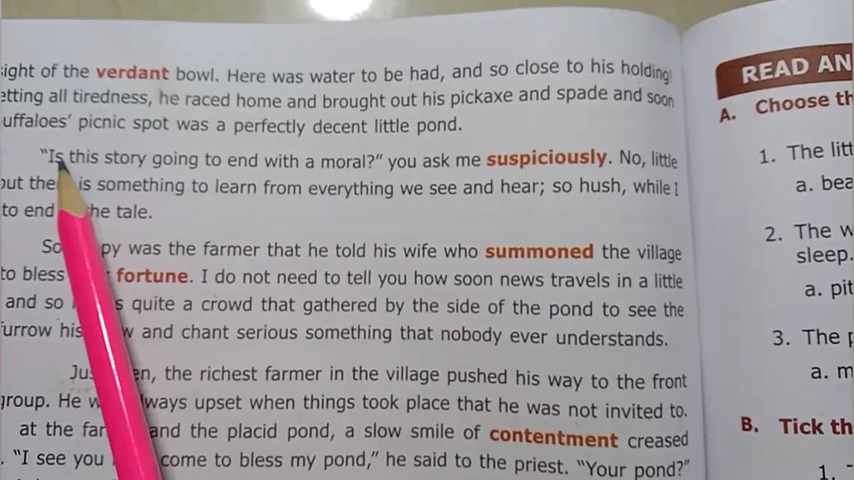 sight of the verdant bowl. Here was water to be had, and so close to his holding!
etting all tiredness, he raced home and brought out his pickaxe and spade and soon
uffaloes' picnic spot was a perfectly decent little pond.
"Is this story going to end with a moral?" you ask me suspiciously. No, little
out is something to learn from everything we see and hear; so hush, while I
to end he tale.
So py was the farmer that he told his wife who summoned the village
to bless fortune. I do not need to tell you how soon news travels in a little
and so quite a crowd that gathered by the side of the pond to see the
furrow his and chant serious something that nobody ever understands.
Ju en, the richest farmer in the village pushed his way to the front
group. He w lways upset when things took place that he was not invited to.
at the far and the placid pond, a slow smile of contentment creased
. "I see you come to bless my pond," he said to the priest. "Your pond?"
READ AN
A. Choose th
1. The litt
a. bea
2. The w
sleep.
a. pit
3. The p
a. m
B. Tick th
1.